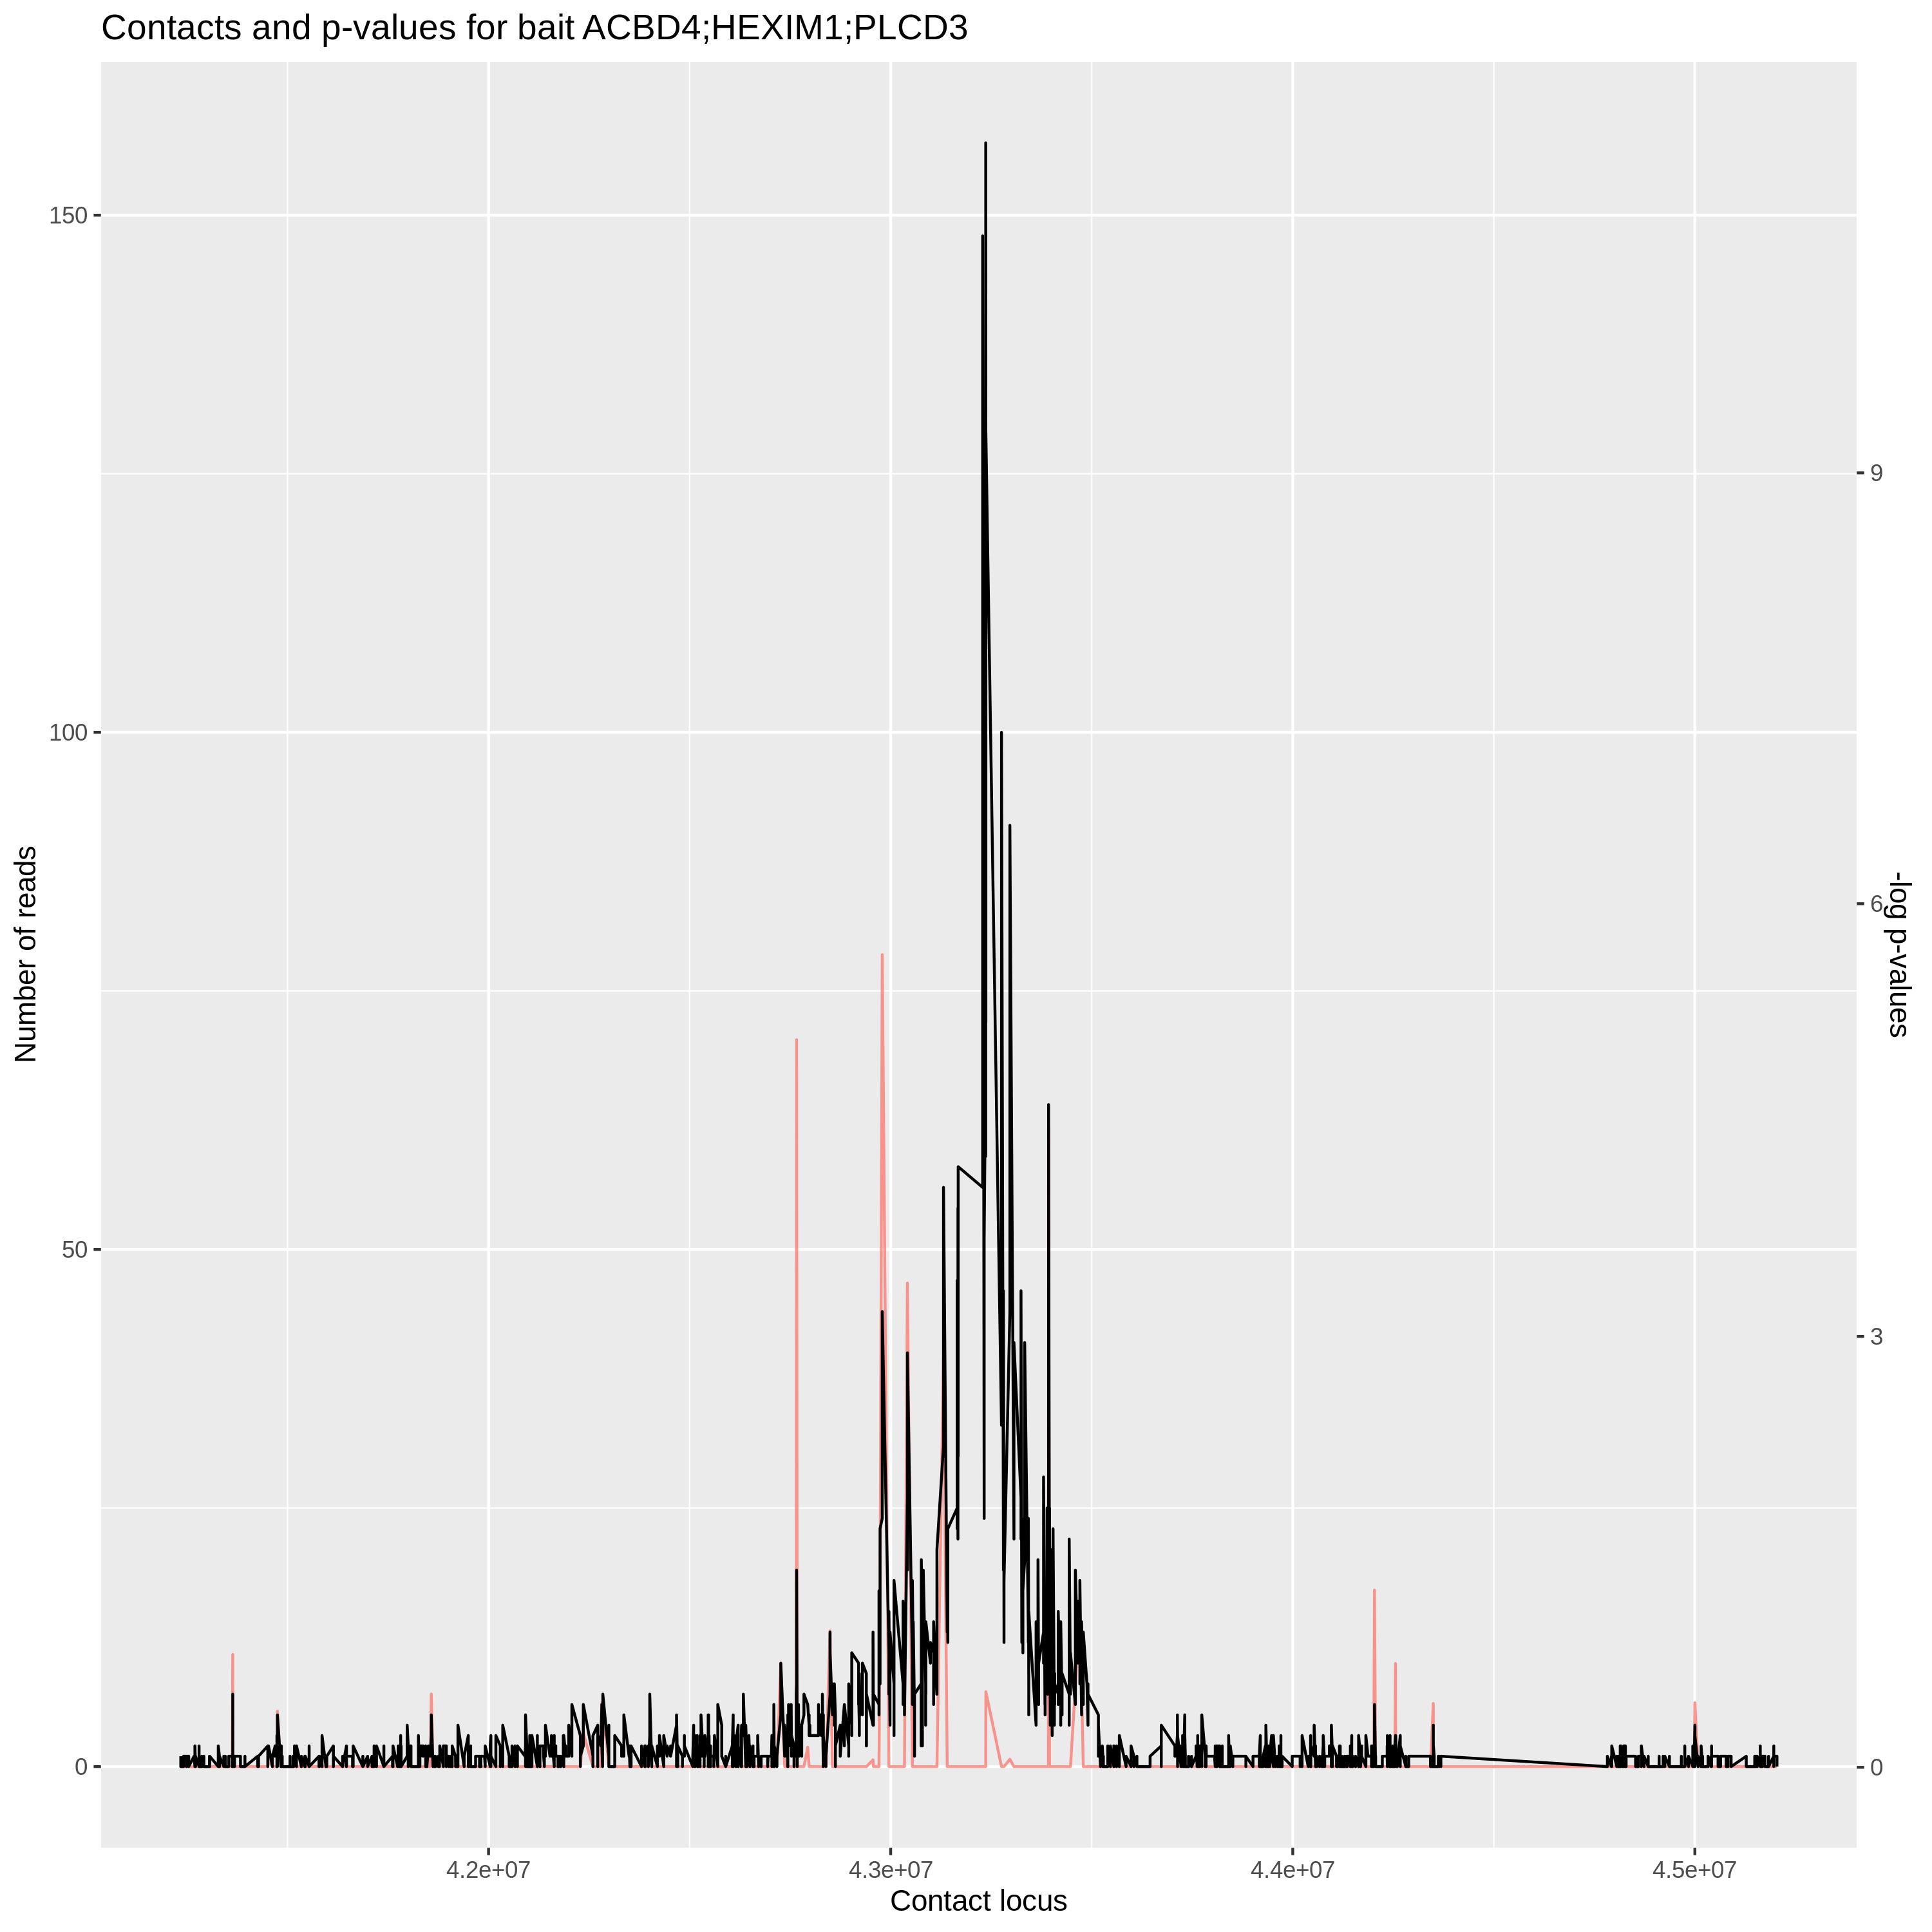 Contacts and p-values for bait ACBD4;HEXIM1;PLCD3
150
100
50
0
Number of reads
9
6
3
0
-log p-values
4.2e+07
4.3e+07
4.4e+07
4.5e+07
Contact locus